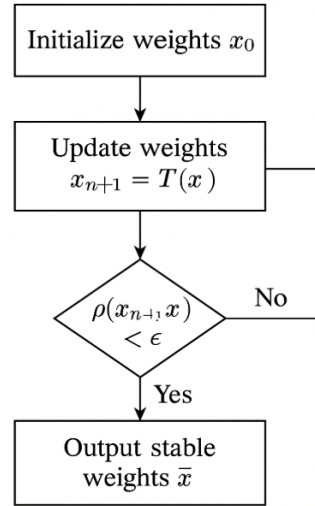 Initialize weights x₀
Update weights
xₙ₊₁ = T(x)
ρ(xₙ₊₁, x)
< ϵ
No
Yes
Output stable
weights x̄